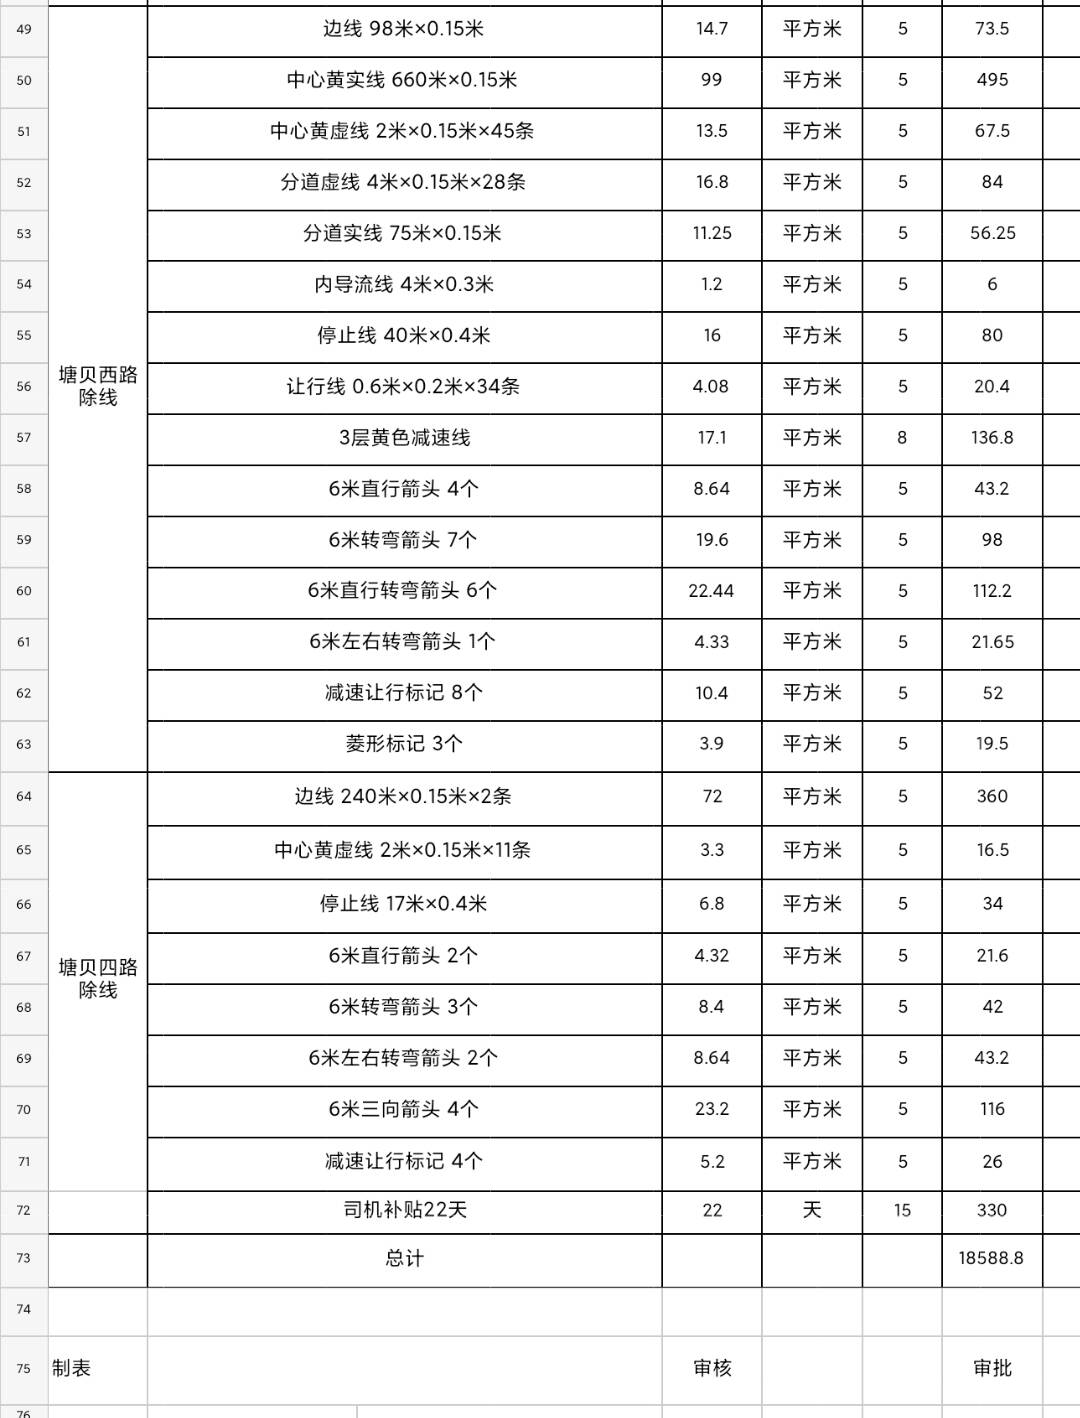 49 边线 98米×0.15米 14.7 平方米 5 73.5
50 中心黄实线 660米×0.15米 99 平方米 5 495
51 中心黄虚线 2米×0.15米×45条 13.5 平方米 5 67.5
52 分道虚线 4米×0.15米×28条 16.8 平方米 5 84
53 分道实线 75米×0.15米 11.25 平方米 5 56.25
54 内导流线 4米×0.3米 1.2 平方米 5 6
55 停止线 40米×0.4米 16 平方米 5 80
塘贝西路
除线
56 让行线 0.6米×0.2米×34条 4.08 平方米 5 20.4
57 3层黄色减速线 17.1 平方米 8 136.8
58 6米直行箭头 4个 8.64 平方米 5 43.2
59 6米转弯箭头 7个 19.6 平方米 5 98
60 6米直行转弯箭头 6个 22.44 平方米 5 112.2
61 6米左右转弯箭头 1个 4.33 平方米 5 21.65
62 减速让行标记 8个 10.4 平方米 5 52
63 菱形标记 3个 3.9 平方米 5 19.5
64 边线 240米×0.15米×2条 72 平方米 5 360
65 中心黄虚线 2米×0.15米×11条 3.3 平方米 5 16.5
66 停止线 17米×0.4米 6.8 平方米 5 34
67 6米直行箭头 2个 4.32 平方米 5 21.6
塘贝四路
除线
68 6米转弯箭头 3个 8.4 平方米 5 42
69 6米左右转弯箭头 2个 8.64 平方米 5 43.2
70 6米三向箭头 4个 23.2 平方米 5 116
71 减速让行标记 4个 5.2 平方米 5 26
72 司机补贴22天 22 天 15 330
73 总计 18588.8
74
75 制表 审核 审批
76